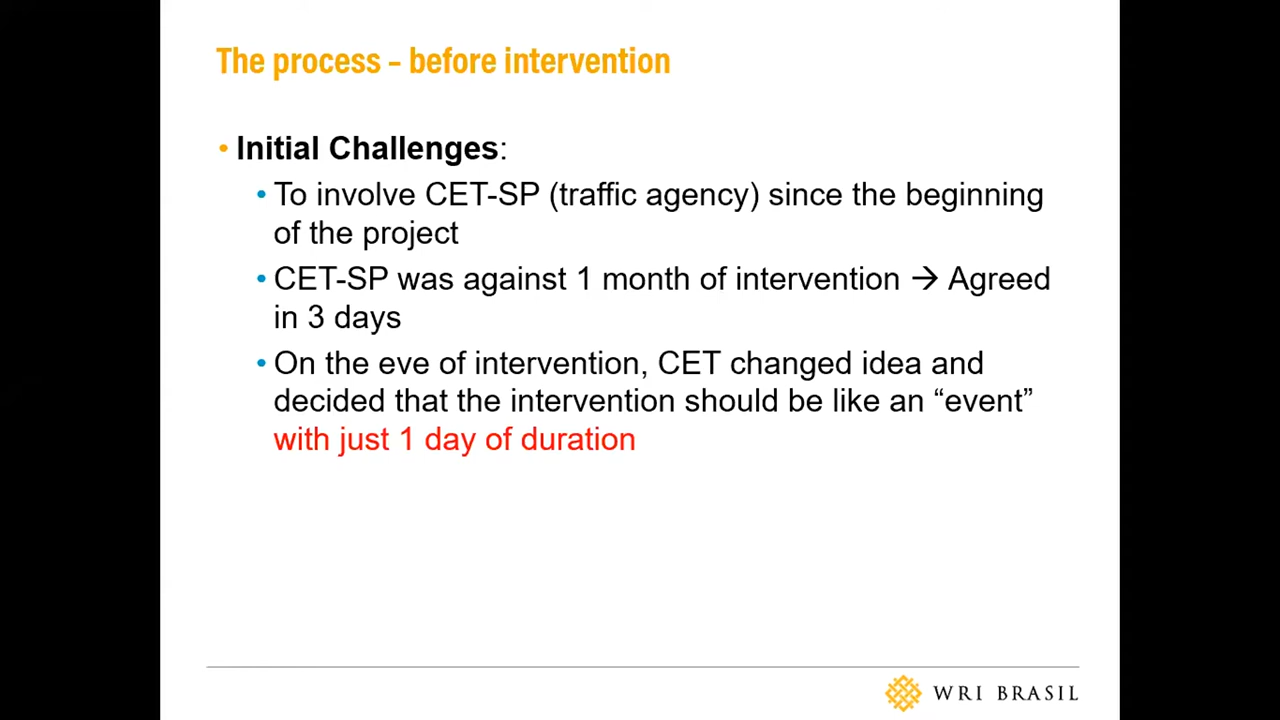 The process – before intervention
• Initial Challenges:
• To involve CET-SP (traffic agency) since the beginning
of the project
• CET-SP was against 1 month of intervention → Agreed
in 3 days
• On the eve of intervention, CET changed idea and
decided that the intervention should be like an “event”
with just 1 day of duration
WRI BRASIL